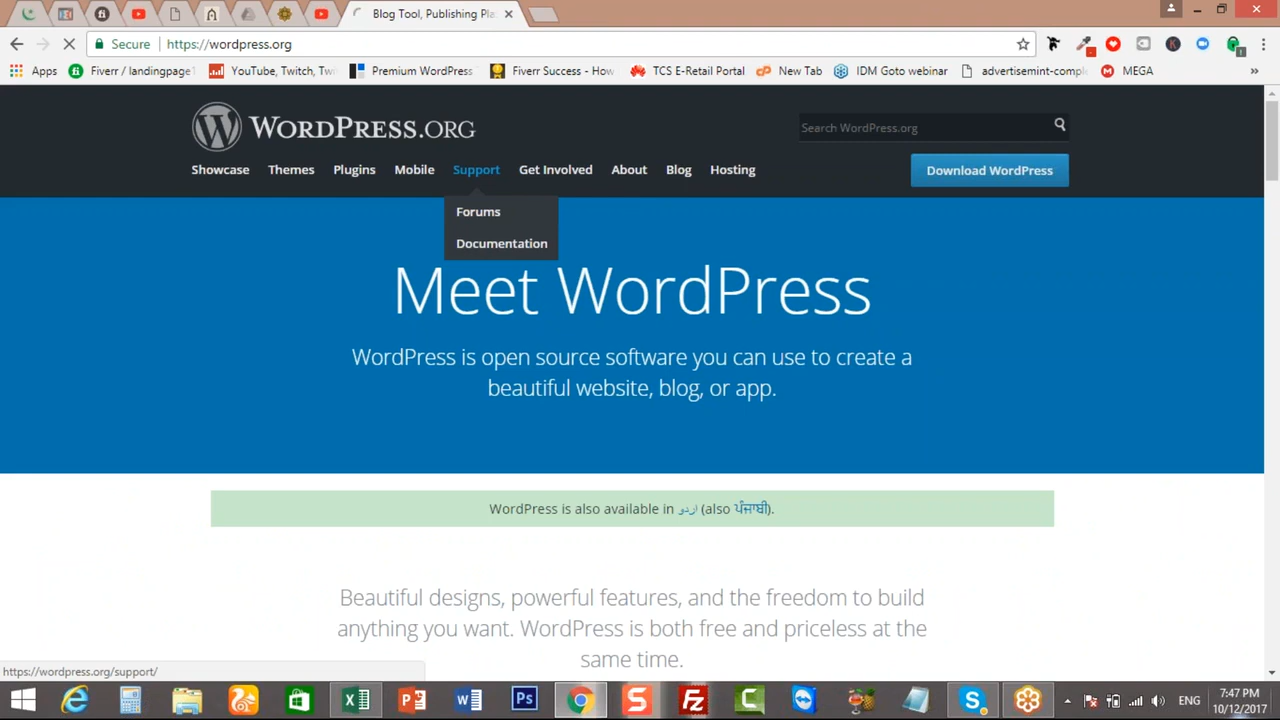 Blog Tool, Publishing Pla
Secure https://wordpress.org
Apps Fiverr / landingpage YouTube, Twitch, Twi Premium WordPress Fiverr Success - How TCS E-Retail Portal New Tab IDM Goto webinar advertisemint-comple MEGA »
WORDPRESS.ORG
Search WordPress.org
Showcase Themes Plugins Mobile Support Get Involved About Blog Hosting
Download WordPress
Forums
Documentation
Meet WordPress
WordPress is open source software you can use to create a
beautiful website, blog, or app.
WordPress is also available in اردو (also ਪੰਜਾਬੀ).
Beautiful designs, powerful features, and the freedom to build
anything you want. WordPress is both free and priceless at the
same time.
https://wordpress.org/support/
ENG
7:47 PM
10/12/2017